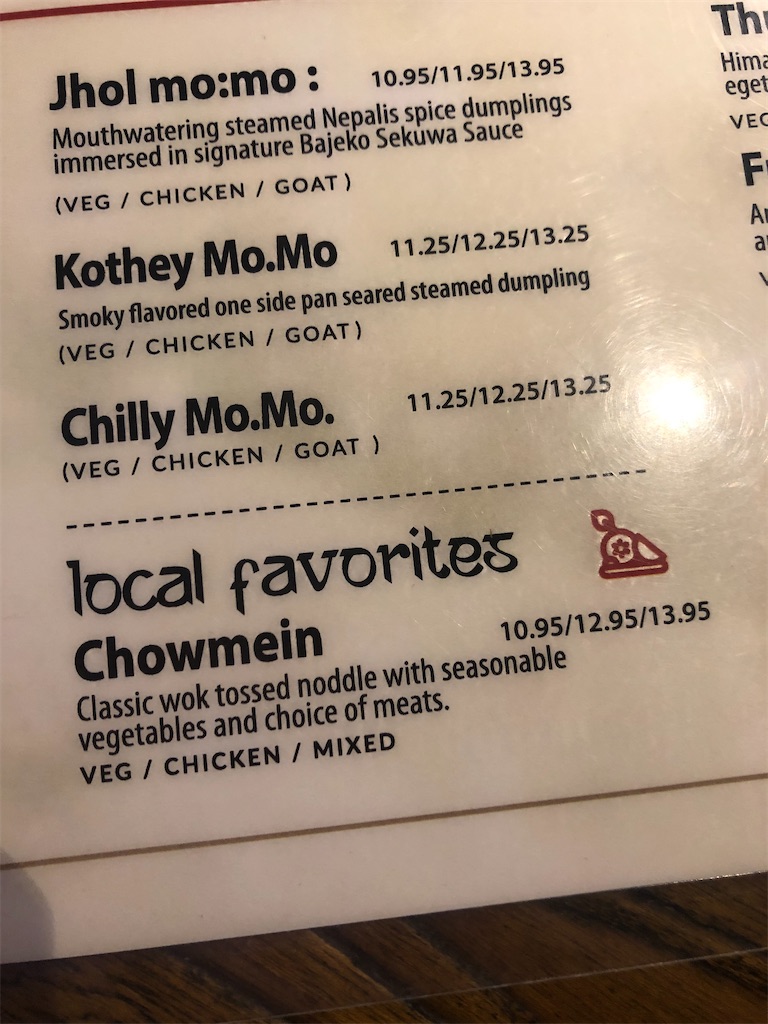 Jhol mo:mo : 10.95/11.95/13.95
Mouthwatering steamed Nepalis spice dumplings
immersed in signature Bajeko Sekuwa Sauce
(VEG / CHICKEN / GOAT )
Kothey Mo.Mo 11.25/12.25/13.25
Smoky flavored one side pan seared steamed dumpling
(VEG / CHICKEN / GOAT )
Chilly Mo.Mo. 11.25/12.25/13.25
(VEG / CHICKEN / GOAT )
local favorites
Chowmein 10.95/12.95/13.95
Classic wok tossed noddle with seasonable
vegetables and choice of meats.
VEG / CHICKEN / MIXED